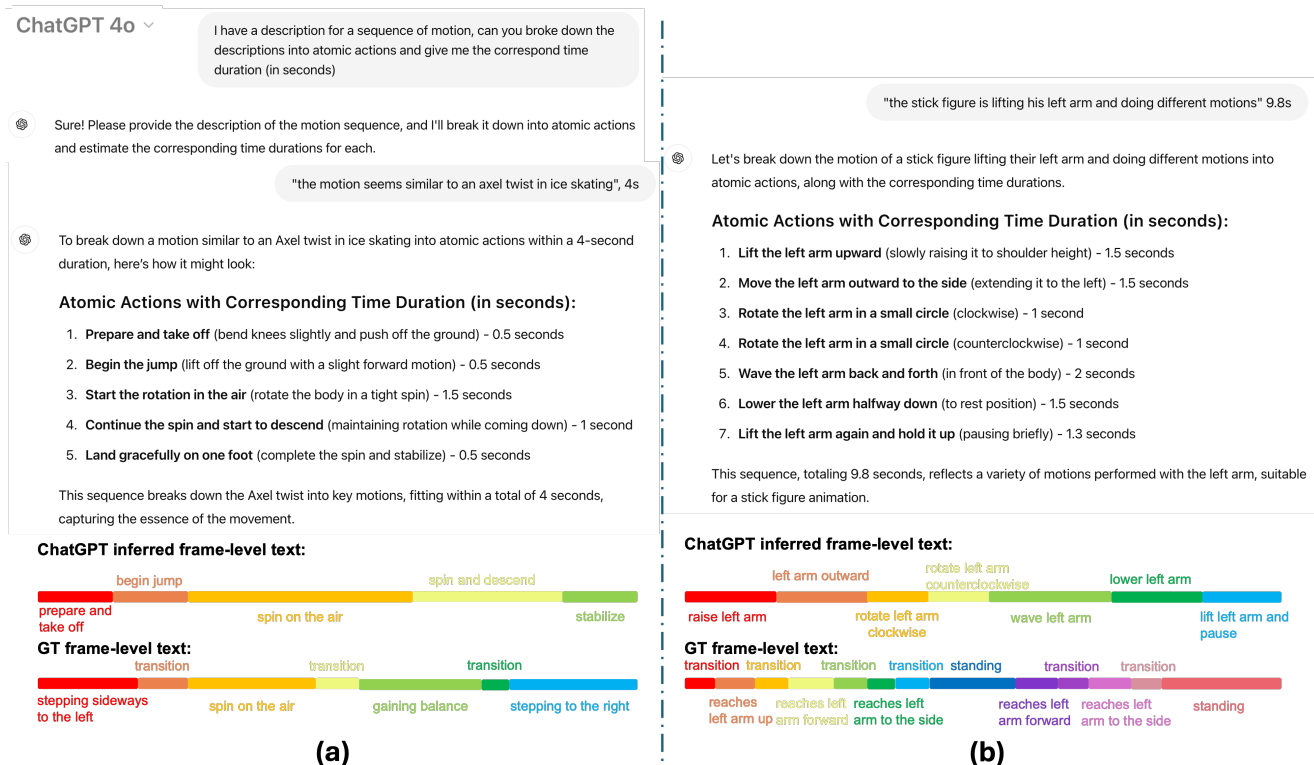 ChatGPT 4o
I have a description for a sequence of motion, can you broke down the
descriptions into atomic actions and give me the correspond time
duration (in seconds)
Sure! Please provide the description of the motion sequence, and I'll break it down into atomic actions
and estimate the corresponding time durations for each.
"the motion seems similar to an axel twist in ice skating", 4s
To break down a motion similar to an Axel twist in ice skating into atomic actions within a 4-second
duration, here's how it might look:
Atomic Actions with Corresponding Time Duration (in seconds):
1. Prepare and take off (bend knees slightly and push off the ground) - 0.5 seconds
2. Begin the jump (lift off the ground with a slight forward motion) - 0.5 seconds
3. Start the rotation in the air (rotate the body in a tight spin) - 1.5 seconds
4. Continue the spin and start to descend (maintaining rotation while coming down) - 1 second
5. Land gracefully on one foot (complete the spin and stabilize) - 0.5 seconds
This sequence breaks down the Axel twist into key motions, fitting within a total of 4 seconds,
capturing the essence of the movement.
ChatGPT inferred frame-level text:
begin jump
spin and descend
prepare and
take off
spin on the air
stabilize
GT frame-level text:
transition
transition
transition
stepping sideways
to the left
spin on the air
gaining balance
stepping to the right
(a)
"the stick figure is lifting his left arm and doing different motions" 9.8s
Let's break down the motion of a stick figure lifting their left arm and doing different motions into
atomic actions, along with the corresponding time durations.
Atomic Actions with Corresponding Time Duration (in seconds):
1. Lift the left arm upward (slowly raising it to shoulder height) - 1.5 seconds
2. Move the left arm outward to the side (extending it to the left) - 1.5 seconds
3. Rotate the left arm in a small circle (clockwise) - 1 second
4. Rotate the left arm in a small circle (counterclockwise) - 1 second
5. Wave the left arm back and forth (in front of the body) - 2 seconds
6. Lower the left arm halfway down (to rest position) - 1.5 seconds
7. Lift the left arm again and hold it up (pausing briefly) - 1.3 seconds
This sequence, totaling 9.8 seconds, reflects a variety of motions performed with the left arm, suitable
for a stick figure animation.
ChatGPT inferred frame-level text:
left arm outward
rotate left arm
counterclockwise
lower left arm
raise left arm
rotate left arm
clockwise
wave left arm
lift left arm and
pause
GT frame-level text:
transition
transition
transition
transition
standing
transition
transition
reaches
left arm up
reaches left
arm forward
reaches left
arm to the side
reaches left
arm forward
reaches left
arm to the side
standing
(b)